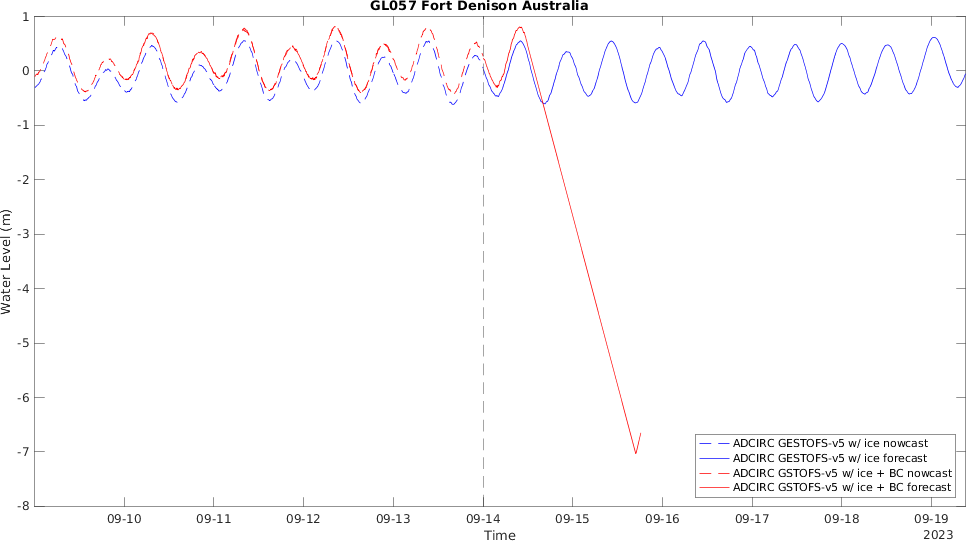 GL057 Fort Denison Australia
1
0
-1
-2
-3
-4
-5
-6
-7
-8
Water Level (m)
ADCIRC GESTOFS-v5 w/ ice nowcast
ADCIRC GESTOFS-v5 w/ ice forecast
ADCIRC GSTOFS-v5 w/ ice + BC nowcast
ADCIRC GSTOFS-v5 w/ ice + BC forecast
09-10 09-11 09-12 09-13 09-14 09-15 09-16 09-17 09-18 09-19
Time
2023